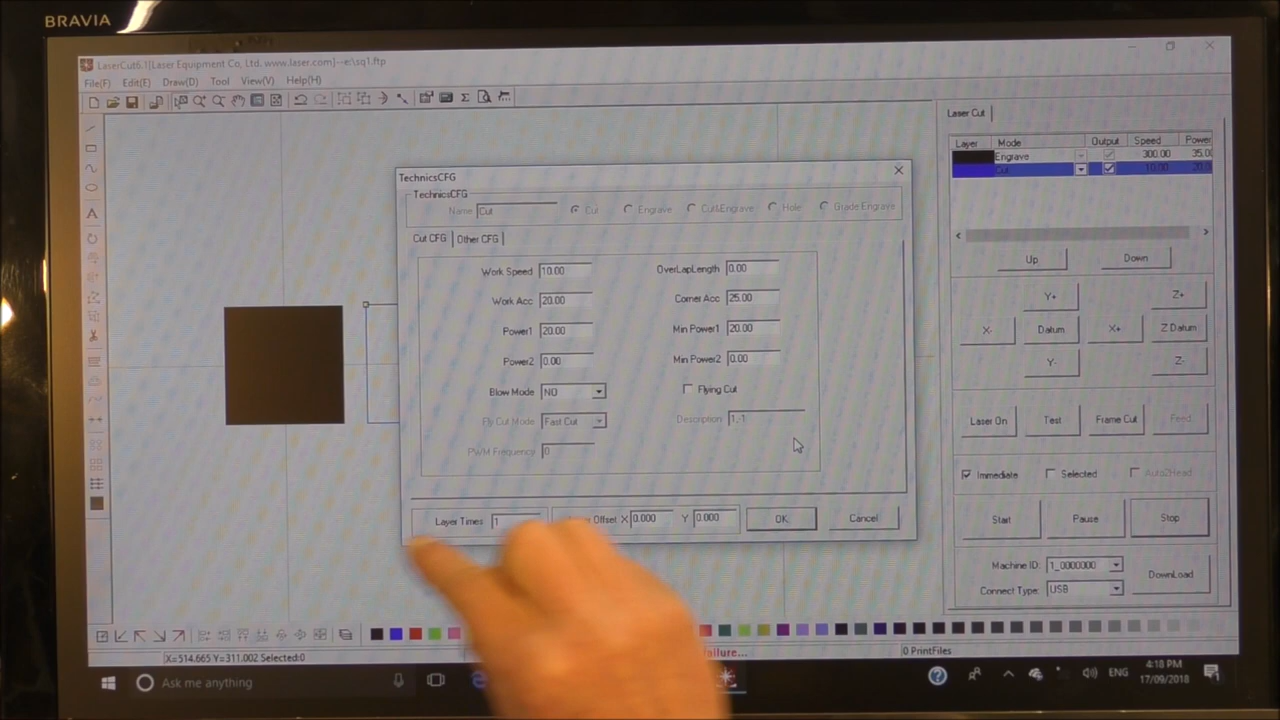 BRAVIA
LaserCut6.1[Laser Equipment Co, Ltd. www.laser.com]--e:\sq1.ftp
File(F) Edit(E) Draw(D) Tool View(V) Help(H)
Laser Cut
Layer Mode Output Speed Power
Engrave 300.00 35.00
Cut 10.00 20.0
TechnicsCFG
TechnicsCFG
Name Cut Cut Engrave Cut&Engrave Hole Grade Engrave
Cut CFG Other CFG
Work Speed 10.00 OverLapLength 0.00
Work Acc 20.00 Corner Acc 25.00
Power1 20.00 Min Power1 20.00
Power2 0.00 Min Power2 0.00
Blow Mode NO Flying Cut
Fly Cut Mode Fast Cut Description 1,-1
PWM Frequency 0
Layer Times 1 Offset X 0.000 Y 0.000 OK Cancel
Up Down
Y+ Z+
X- Datum X+ Z Datum
Y- Z-
Laser On Test Frame Cut Feed
Immediate Selected Auto2Head
Start Pause Stop
Machine ID: 1_0000000
Connect Type: USB
DownLoad
X=514.665 Y=311.002 Selected:0 failure... 0 PrintFiles
Ask me anything
ENG
4:18 PM
17/09/2018